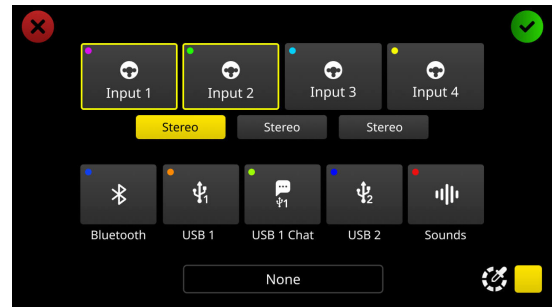 Input 1 Input 2 Input 3 Input 4
Stereo Stereo Stereo
1 1 2
Bluetooth USB 1 USB 1 Chat USB 2 Sounds
None